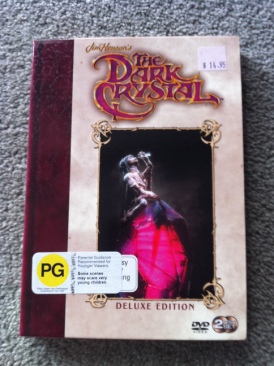 Jim Henson's
THE
DARK
CRYSTAL
$ 14.95
PG
Parental Guidance
Recommended for
Younger Viewers
Some scenes
may scare very
young children.
DELUXE EDITION
DVD
VIDEO
2